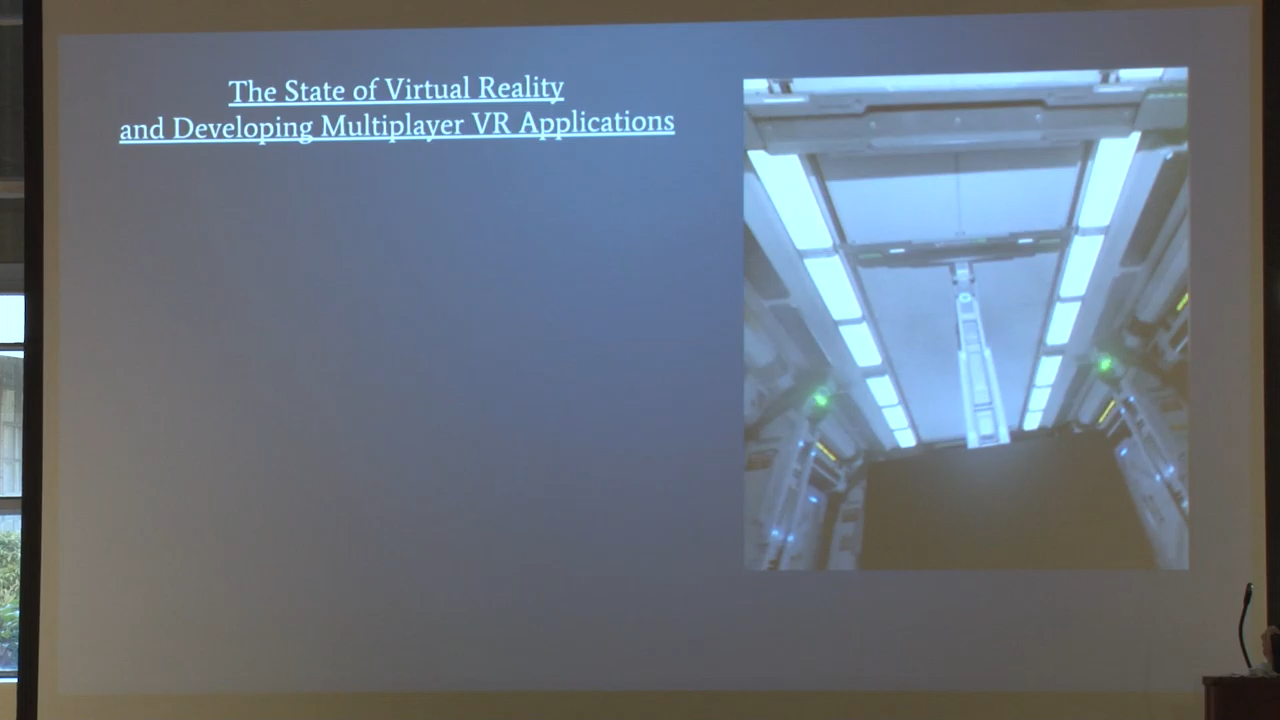 The State of Virtual Reality
and Developing Multiplayer VR Applications